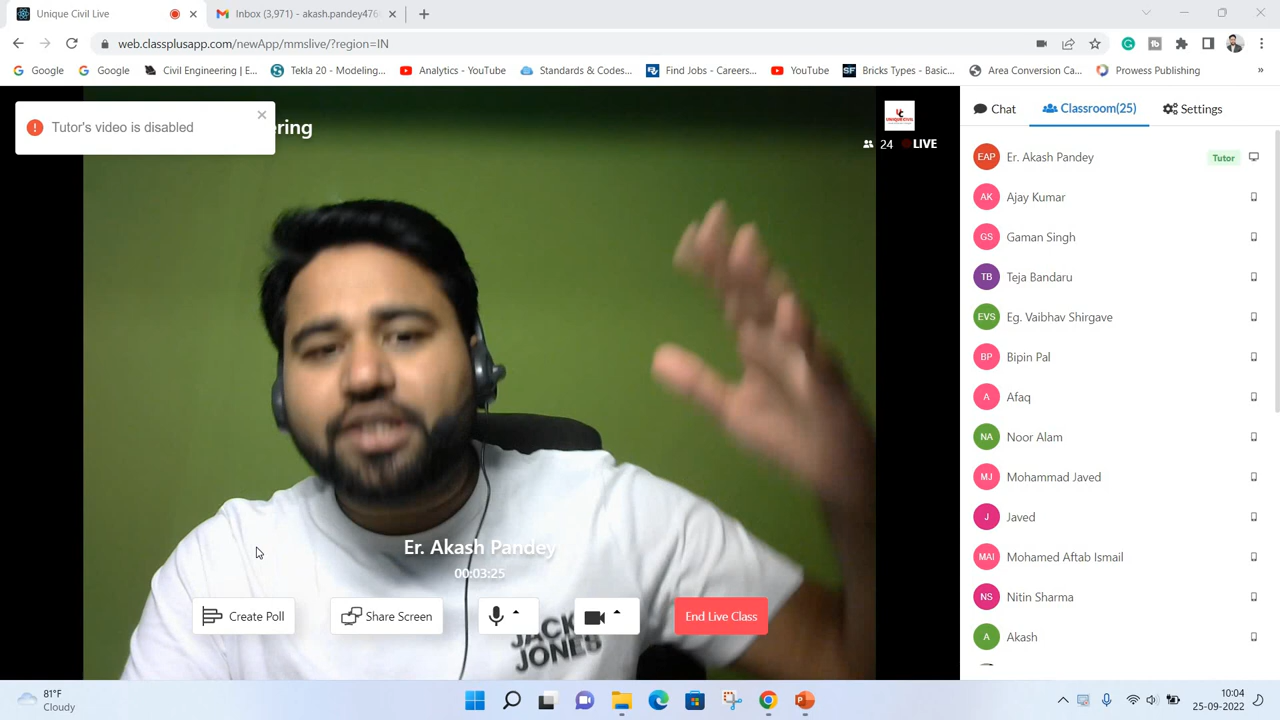 Unique Civil Live
Inbox (3,971) - akash.pandey476
web.classplusapp.com/newApp/mmslive/?region=IN
Google
Google
Civil Engineering | E...
Tekla 20 - Modeling...
Analytics - YouTube
Standards & Codes...
Find Jobs - Careers...
YouTube
Bricks Types - Basic...
Area Conversion Ca...
Prowess Publishing
»
Tutor's video is disabled
ering
UNIQUE CIVIL
24 LIVE
Chat
Classroom(25)
Settings
EAP Er. Akash Pandey Tutor
AK Ajay Kumar
GS Gaman Singh
TB Teja Bandaru
EVS Eg. Vaibhav Shirgave
BP Bipin Pal
A Afaq
NA Noor Alam
MJ Mohammad Javed
J Javed
MAI Mohamed Aftab Ismail
NS Nitin Sharma
A Akash
Er. Akash Pandey
00:03:25
Create Poll
Share Screen
End Live Class
JACK
JONES
81°F
Cloudy
10:04
25-09-2022